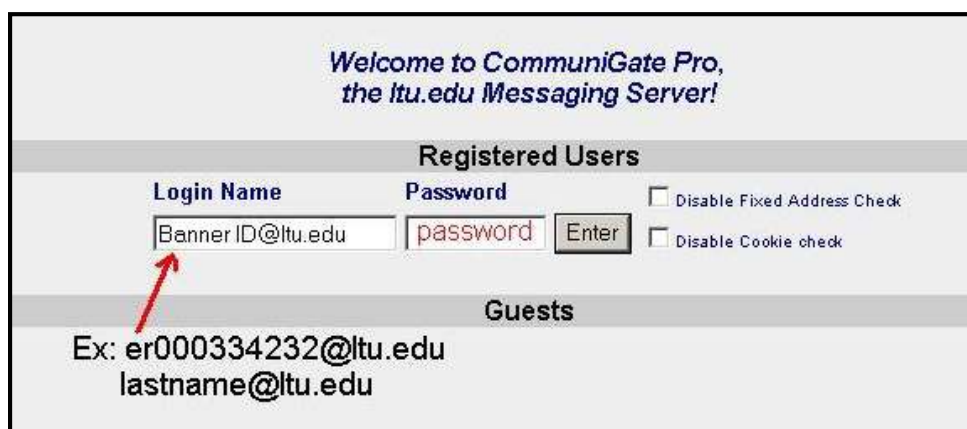 Welcome to CommuniGate Pro,
the ltu.edu Messaging Server!
Registered Users
Login Name Password
Disable Fixed Address Check
Banner ID@ltu.edu password Enter
Disable Cookie check
Guests
Ex: er000334232@ltu.edu
lastname@ltu.edu